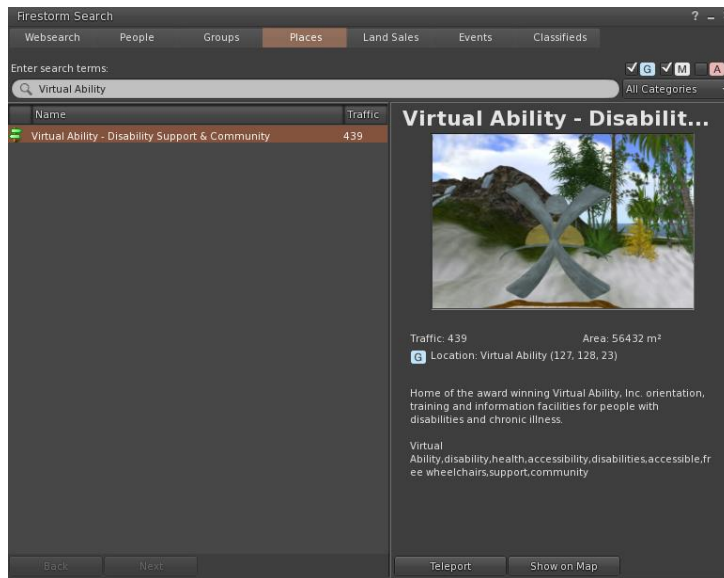 Firestorm Search
? –
Websearch People Groups Places Land Sales Events Classifieds
Enter search terms:
G M A
Virtual Ability
All Categories
Name Traffic
Virtual Ability - Disability Support & Community 439
Virtual Ability - Disabilit...
Traffic: 439 Area: 56432 m²
G Location: Virtual Ability (127, 128, 23)
Home of the award winning Virtual Ability, Inc. orientation,
training and information facilities for people with
disabilities and chronic illness.
Virtual
Ability,disability,health,accessibility,disabilities,accessible,fr
ee wheelchairs,support,community
Back Next
Teleport Show on Map